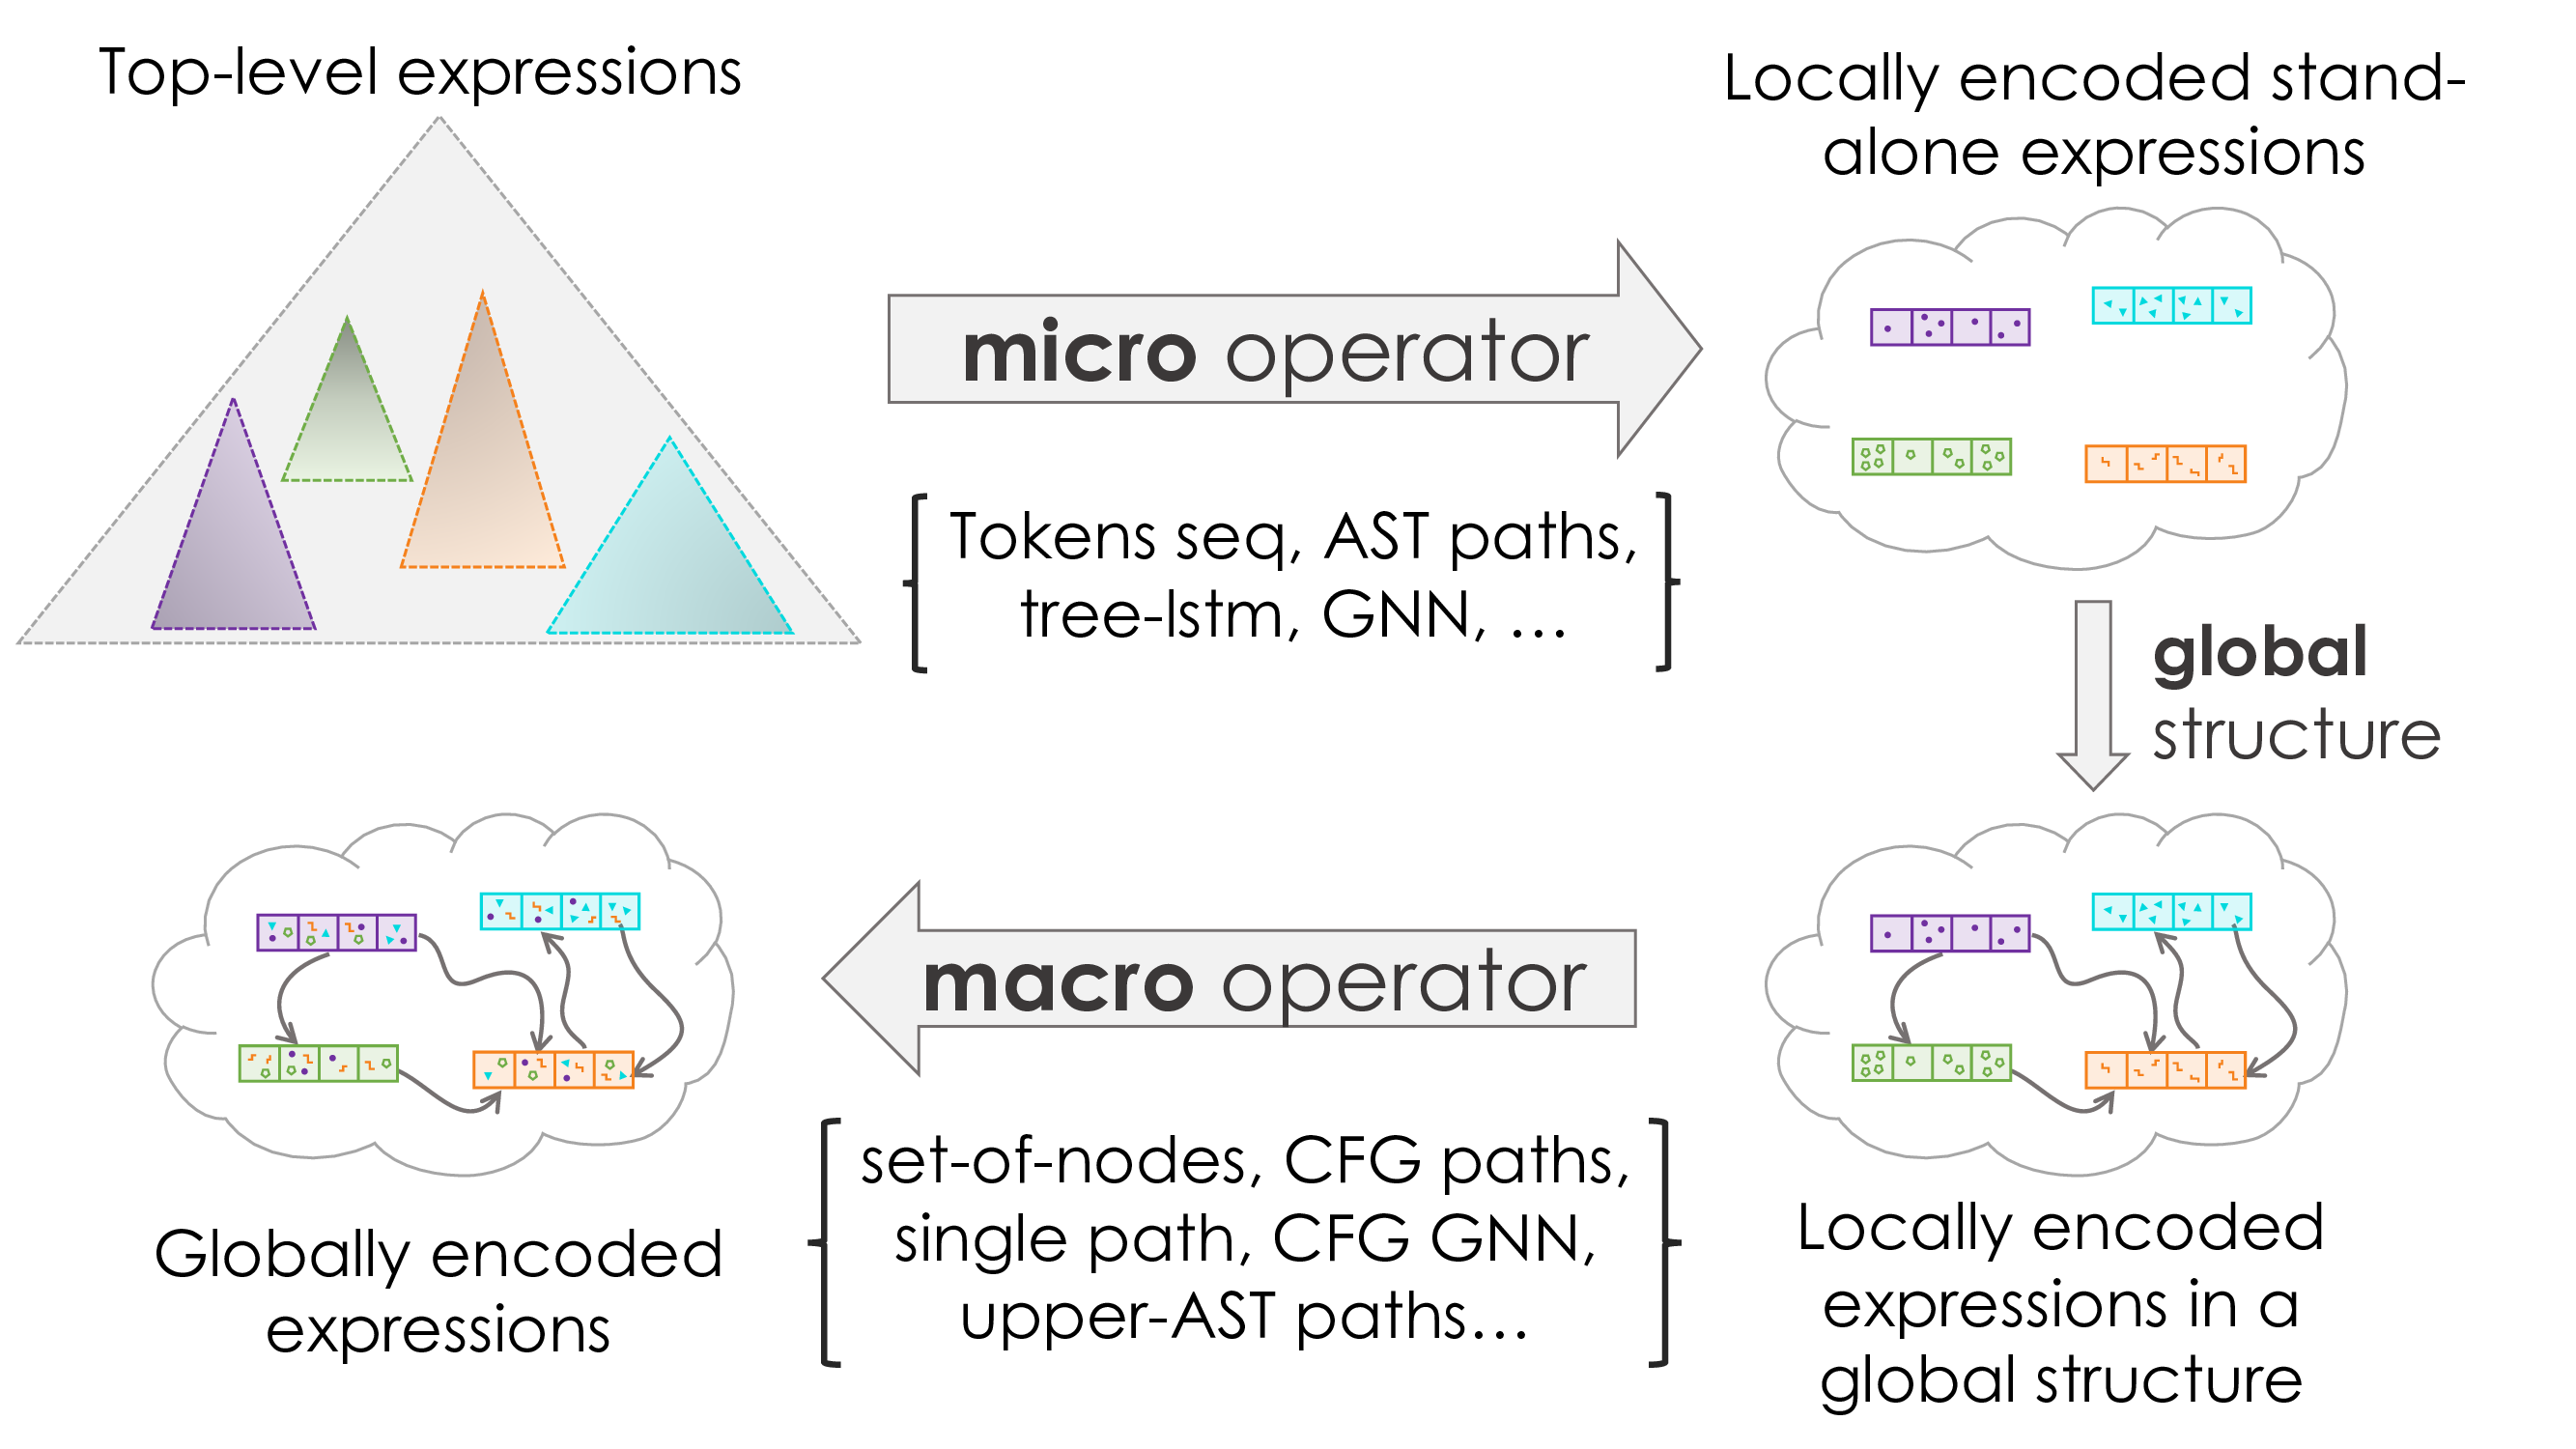 Top-level expressions
Locally encoded stand-
alone expressions
micro operator
Tokens seq, AST paths,
tree-lstm, GNN, …
global
structure
macro operator
set-of-nodes, CFG paths,
single path, CFG GNN,
upper-AST paths…
Globally encoded
expressions
Locally encoded
expressions in a
global structure